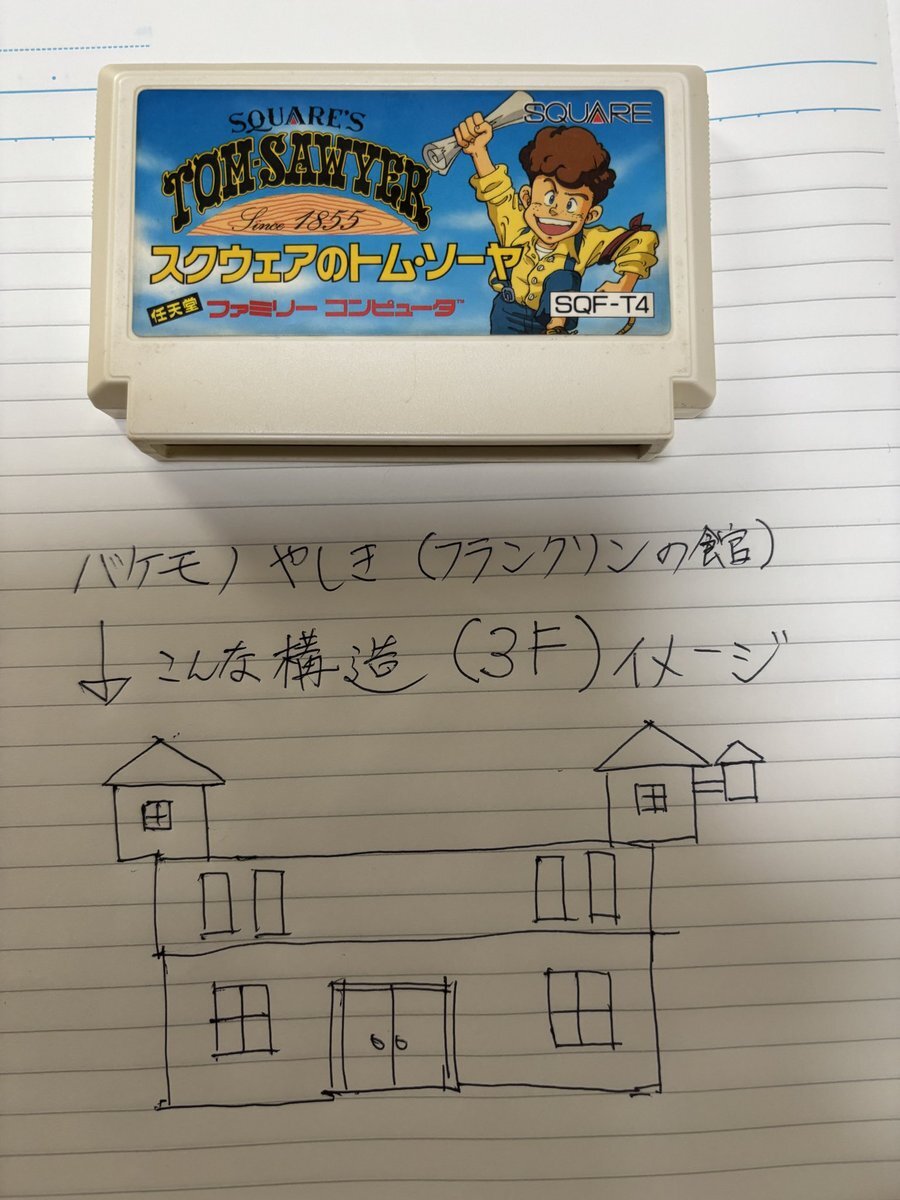 SQUARE'S
SQUARE
TOM・SAWYER
Since 1855
スクウェアのトム・ソーヤ
任天堂 ファミリー コンピュータ™
SQF-T4
バケモノやしき(フランクリンの館)
↓こんな構造(3F)イメージ